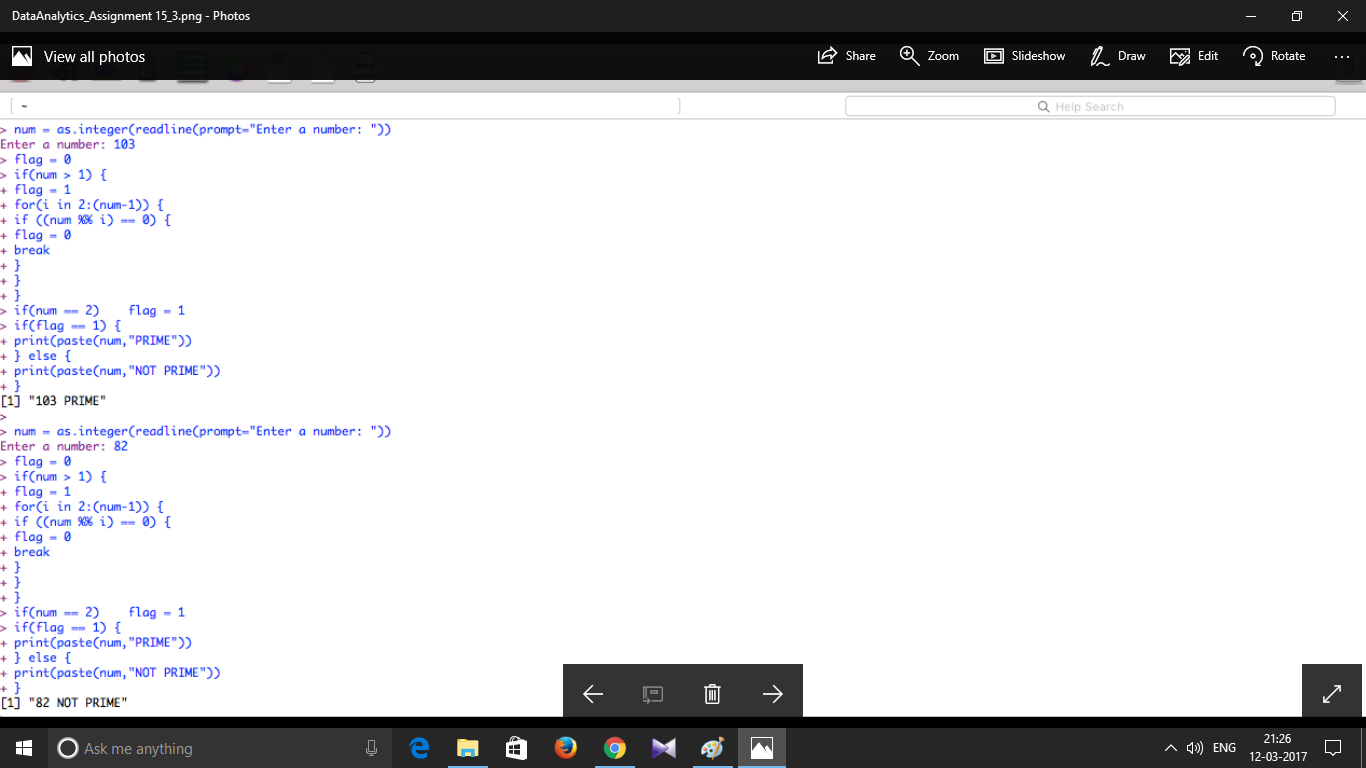 DataAnalytics_Assignment 15_3.png - Photos
View all photos
Share
Zoom
Slideshow
Draw
Edit
Rotate
~
Help Search
> num = as.integer(readline(prompt="Enter a number: "))
Enter a number: 103
> flag = 0
> if(num > 1) {
+ flag = 1
+ for(i in 2:(num-1)) {
+ if ((num %% i) == 0) {
+ flag = 0
+ break
+ }
+ }
+ }
> if(num == 2)    flag = 1
> if(flag == 1) {
+ print(paste(num,"PRIME"))
+ } else {
+ print(paste(num,"NOT PRIME"))
+ }
[1] "103 PRIME"
>
> num = as.integer(readline(prompt="Enter a number: "))
Enter a number: 82
> flag = 0
> if(num > 1) {
+ flag = 1
+ for(i in 2:(num-1)) {
+ if ((num %% i) == 0) {
+ flag = 0
+ break
+ }
+ }
+ }
> if(num == 2)    flag = 1
> if(flag == 1) {
+ print(paste(num,"PRIME"))
+ } else {
+ print(paste(num,"NOT PRIME"))
+ }
[1] "82 NOT PRIME"
Ask me anything
ENG
21:26
12-03-2017